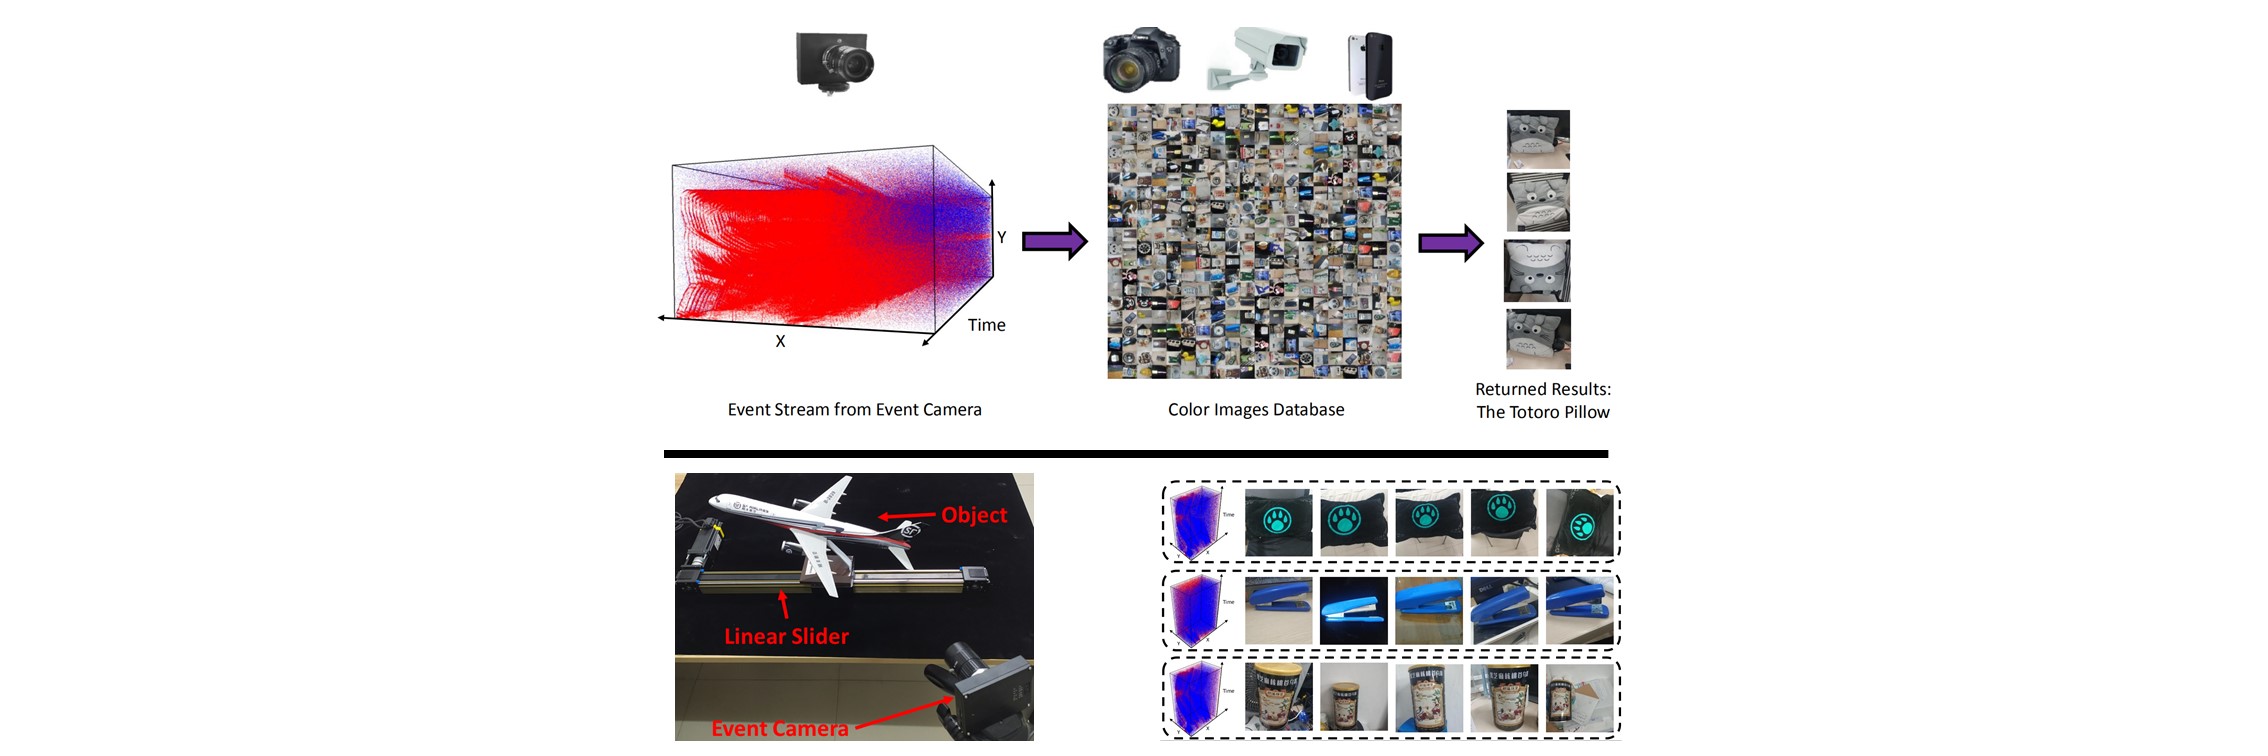 Y
Time
X
Event Stream from Event Camera
Color Images Database
Returned Results:
The Totoro Pillow
Object
Linear Slider
Event Camera
Time
Y
X
Time
Y
X
Time
Y
X